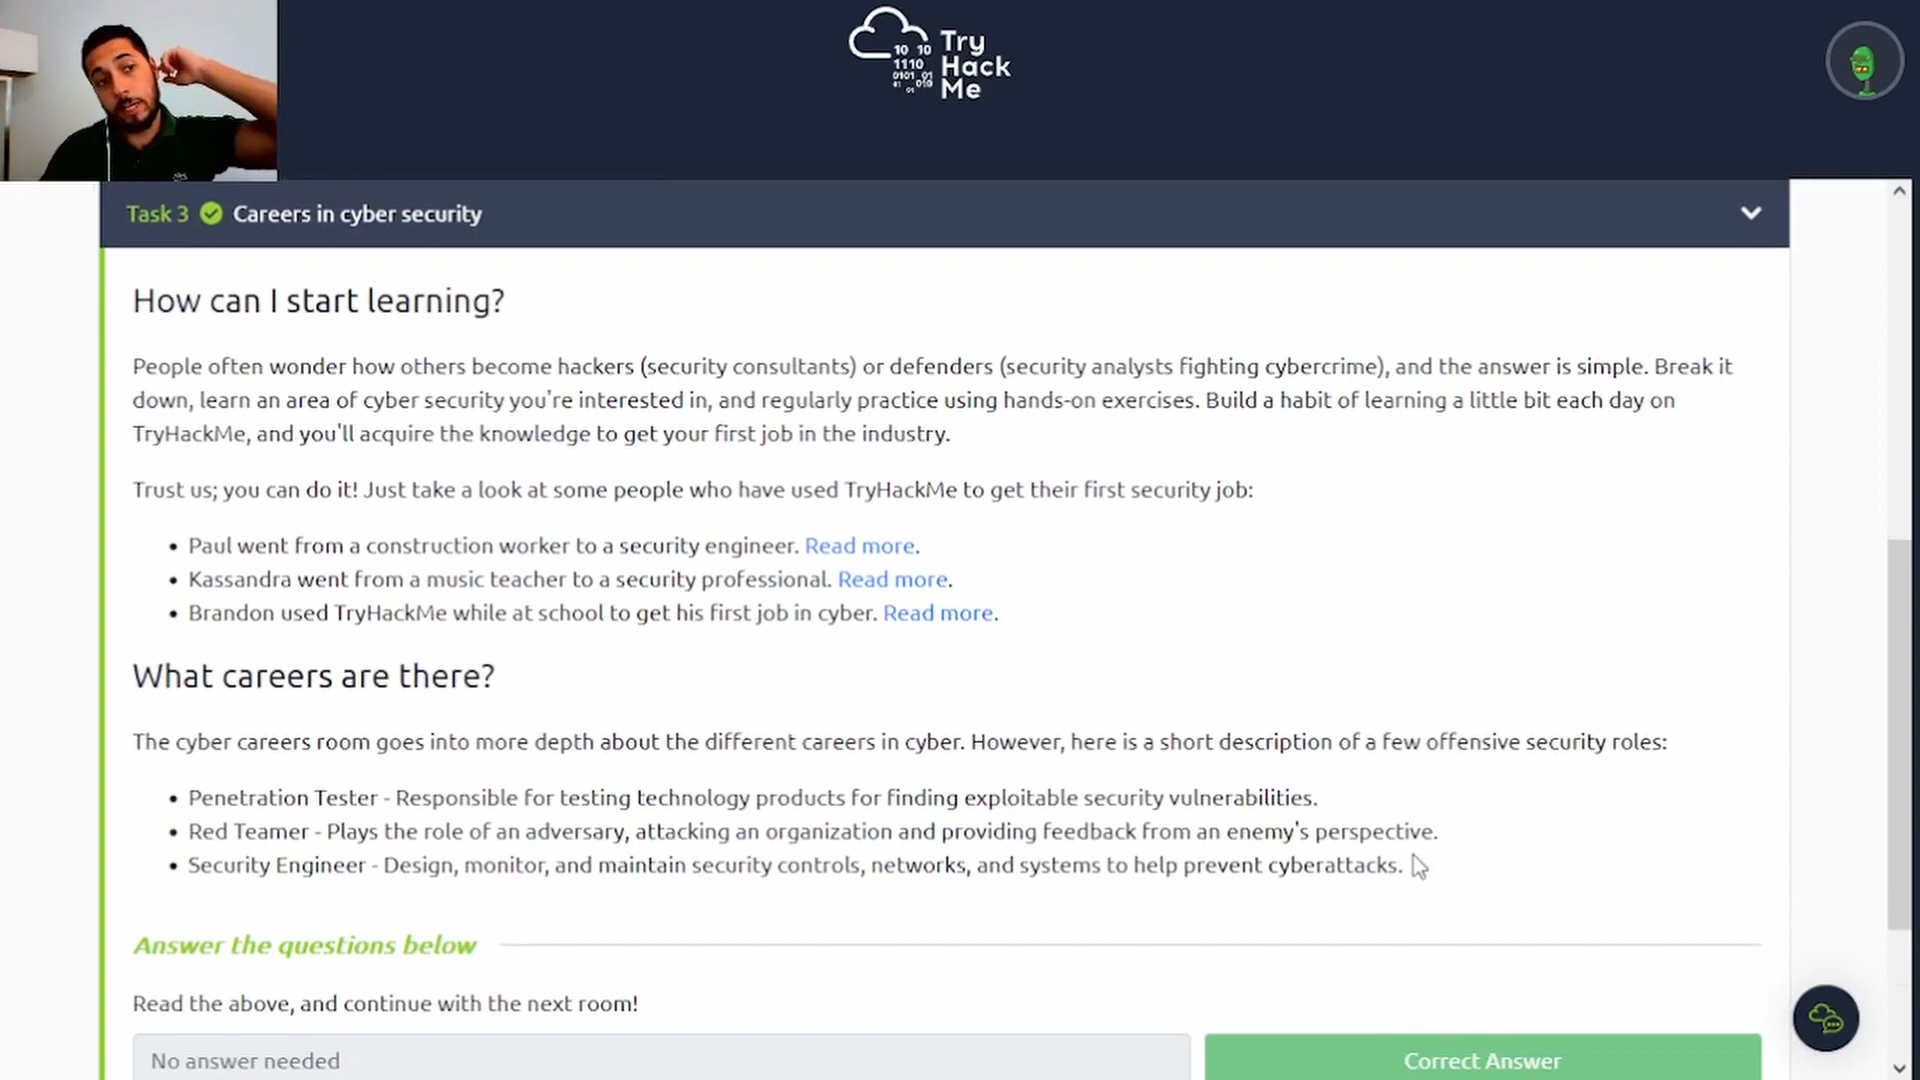 Try
Hack
Me
10 10
1110
0101 01
01 010
Task 3 Careers in cyber security
How can I start learning?
People often wonder how others become hackers (security consultants) or defenders (security analysts fighting cybercrime), and the answer is simple. Break it
down, learn an area of cyber security you're interested in, and regularly practice using hands-on exercises. Build a habit of learning a little bit each day on
TryHackMe, and you'll acquire the knowledge to get your first job in the industry.
Trust us; you can do it! Just take a look at some people who have used TryHackMe to get their first security job:
• Paul went from a construction worker to a security engineer. Read more.
• Kassandra went from a music teacher to a security professional. Read more.
• Brandon used TryHackMe while at school to get his first job in cyber. Read more.
What careers are there?
The cyber careers room goes into more depth about the different careers in cyber. However, here is a short description of a few offensive security roles:
• Penetration Tester - Responsible for testing technology products for finding exploitable security vulnerabilities.
• Red Teamer - Plays the role of an adversary, attacking an organization and providing feedback from an enemy's perspective.
• Security Engineer - Design, monitor, and maintain security controls, networks, and systems to help prevent cyberattacks.
Answer the questions below
Read the above, and continue with the next room!
No answer needed
Correct Answer